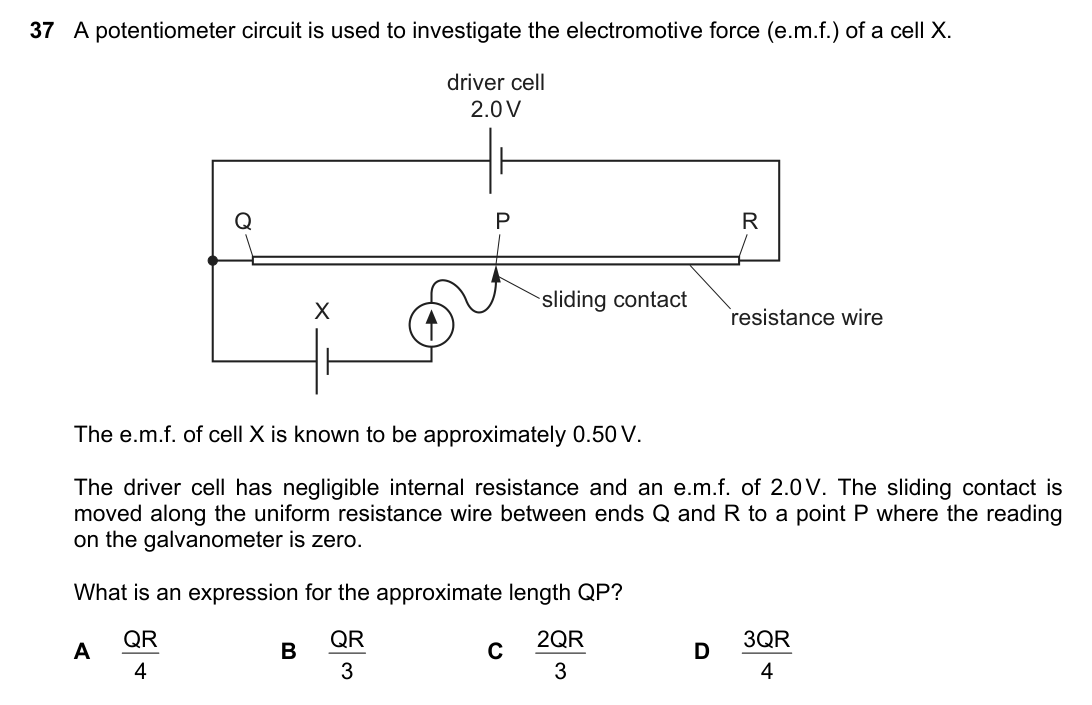 37 A potentiometer circuit is used to investigate the electromotive force (e.m.f.) of a cell X.
driver cell
2.0 V
Q
P
R
sliding contact
X
resistance wire
The e.m.f. of cell X is known to be approximately 0.50 V.
The driver cell has negligible internal resistance and an e.m.f. of 2.0 V. The sliding contact is
moved along the uniform resistance wire between ends Q and R to a point P where the reading
on the galvanometer is zero.
What is an expression for the approximate length QP?
A QR/4 B QR/3 C 2QR/3 D 3QR/4